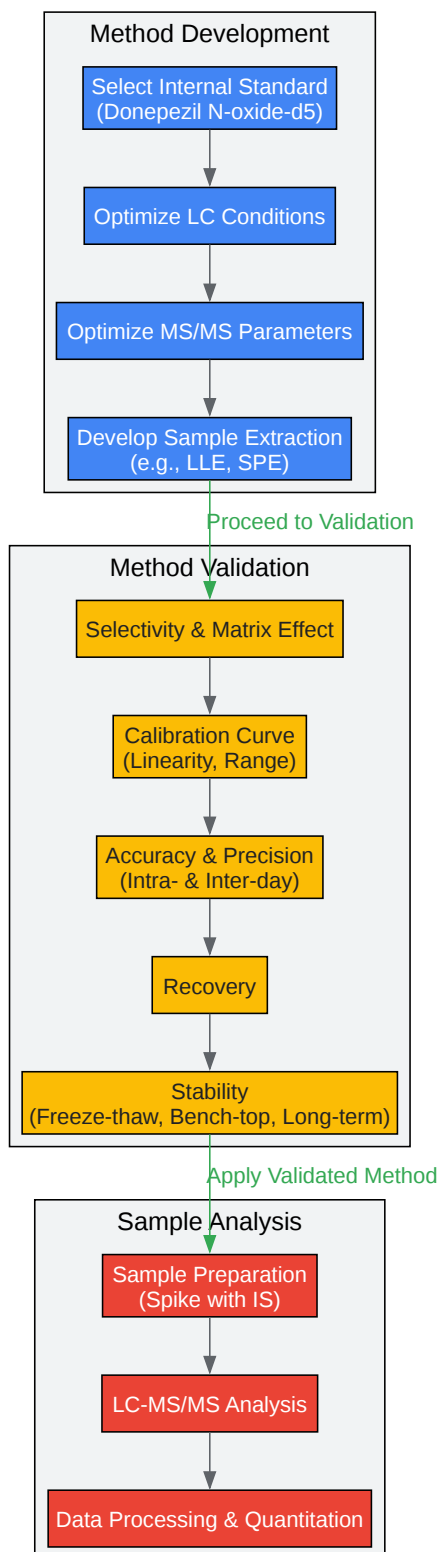 Method Development
Select Internal Standard
(Donepezil N-oxide-d5)
Optimize LC Conditions
Optimize MS/MS Parameters
Develop Sample Extraction
(e.g., LLE, SPE)
Proceed to Validation
Method Validation
Selectivity & Matrix Effect
Calibration Curve
(Linearity, Range)
Accuracy & Precision
(Intra- & Inter-day)
Recovery
Stability
(Freeze-thaw, Bench-top, Long-term)
Apply Validated Method
Sample Analysis
Sample Preparation
(Spike with IS)
LC-MS/MS Analysis
Data Processing & Quantitation